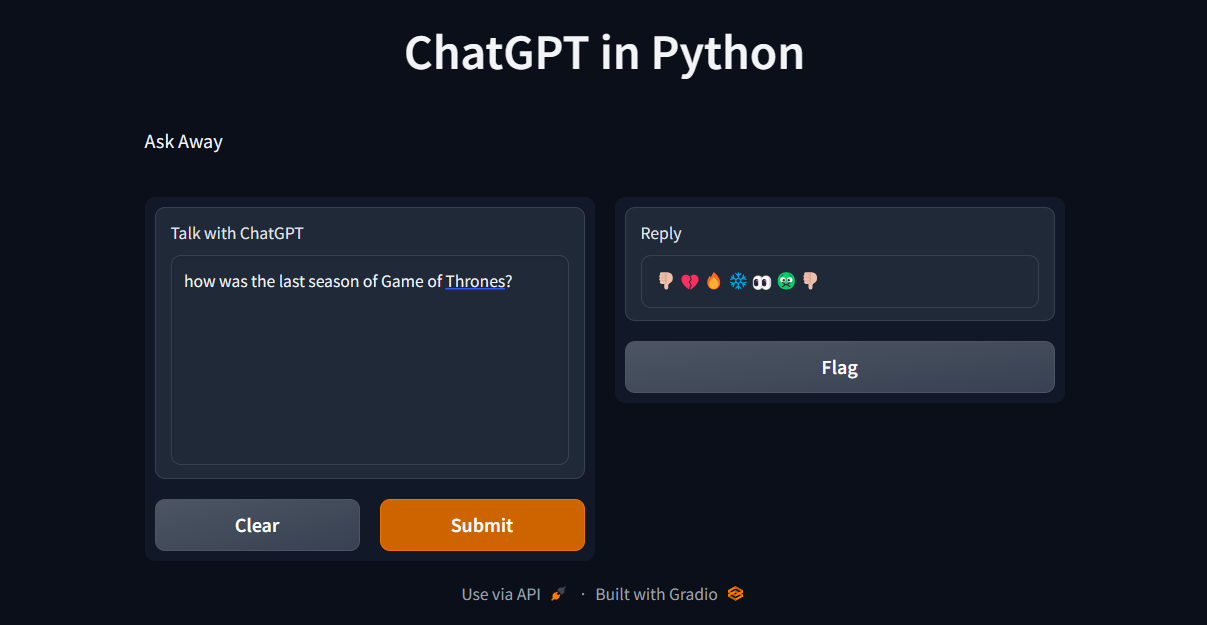 ChatGPT in Python
Ask Away
Talk with ChatGPT
how was the last season of Game of Thrones?
Clear
Submit
Reply
👎🏼💔🔥❄️👀🤮👎🏼
Flag
Use via API 🚀 · Built with Gradio